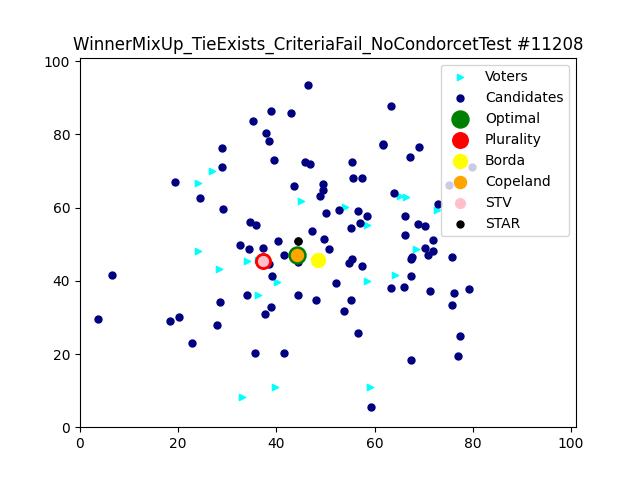 WinnerMixUp_TieExists_CriteriaFail_NoCondorcetTest #11208
100
80
60
40
20
0
0
20
40
60
80
100
Voters
Candidates
Optimal
Plurality
Borda
Copeland
STV
STAR